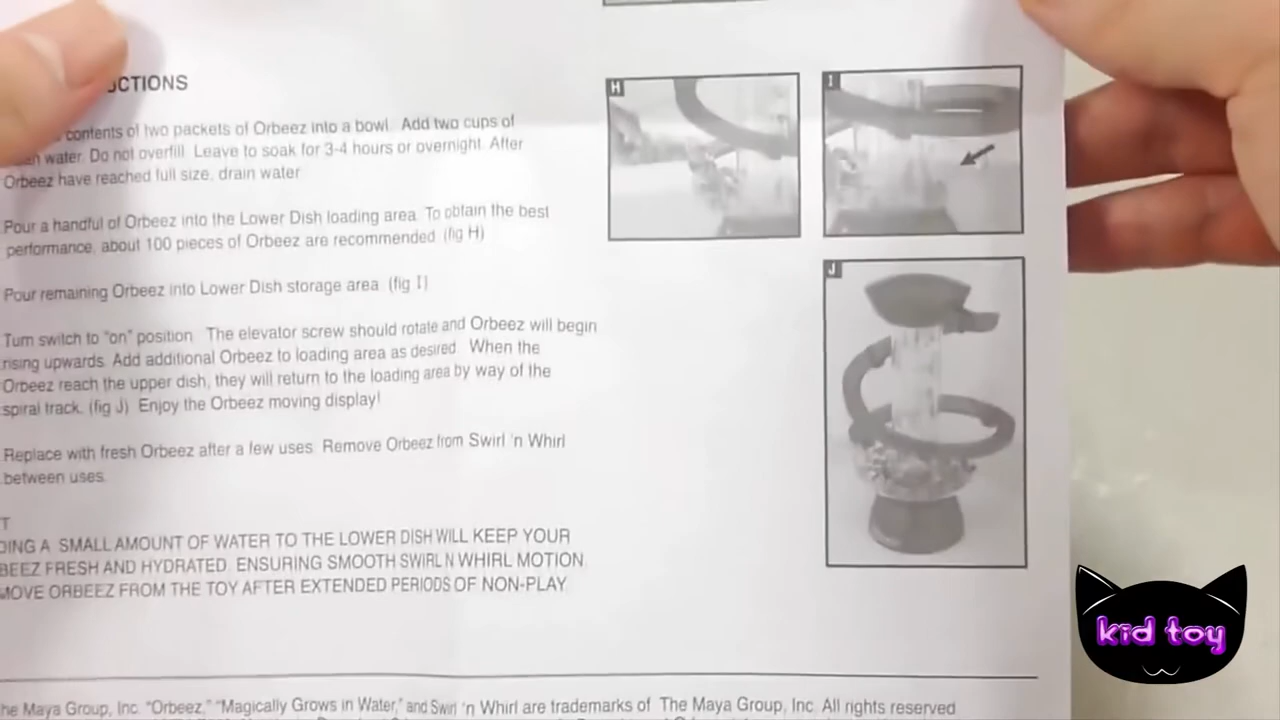 UCTIONS
contents of two packets of Orbeez into a bowl. Add two cups of
water. Do not overfill. Leave to soak for 3-4 hours or overnight. After
Orbeez have reached full size, drain water
Pour a handful of Orbeez into the Lower Dish loading area. To obtain the best
performance, about 100 pieces of Orbeez are recommended. (fig H)
Pour remaining Orbeez into Lower Dish storage area. (fig I)
Turn switch to "on" position. The elevator screw should rotate and Orbeez will begin
rising upwards. Add additional Orbeez to loading area as desired. When the
Orbeez reach the upper dish, they will return to the loading area by way of the
spiral track. (fig J) Enjoy the Orbeez moving display!
Replace with fresh Orbeez after a few uses. Remove Orbeez from Swirl 'n Whirl
between uses.
T
DING A SMALL AMOUNT OF WATER TO THE LOWER DISH WILL KEEP YOUR
BEEZ FRESH AND HYDRATED. ENSURING SMOOTH SWIRL N WHIRL MOTION.
MOVE ORBEEZ FROM THE TOY AFTER EXTENDED PERIODS OF NON-PLAY.
he Maya Group, Inc. "Orbeez," "Magically Grows in Water," and Swirl 'n Whirl are trademarks of The Maya Group, Inc. All rights reserved
H
I
J
kid toy